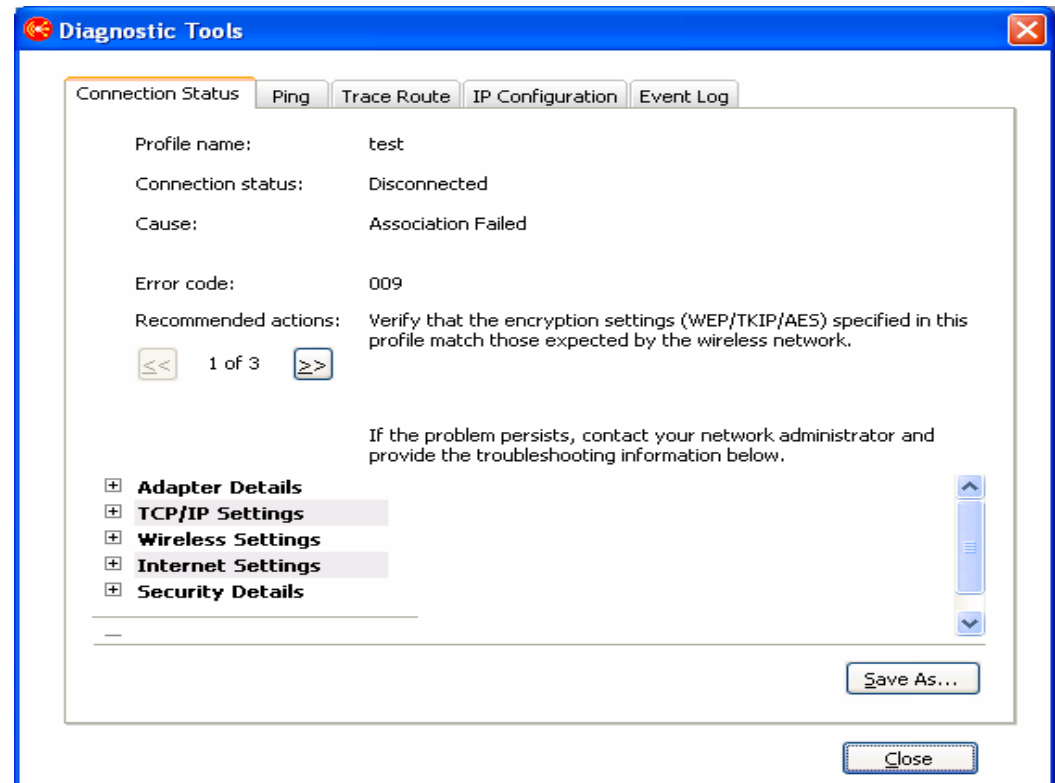 Diagnostic Tools
Connection Status Ping Trace Route IP Configuration Event Log
Profile name: test
Connection status: Disconnected
Cause: Association Failed
Error code: 009
Recommended actions: Verify that the encryption settings (WEP/TKIP/AES) specified in this
profile match those expected by the wireless network.
<< 1 of 3 >>
If the problem persists, contact your network administrator and
provide the troubleshooting information below.
Adapter Details
TCP/IP Settings
Wireless Settings
Internet Settings
Security Details
Save As...
Close